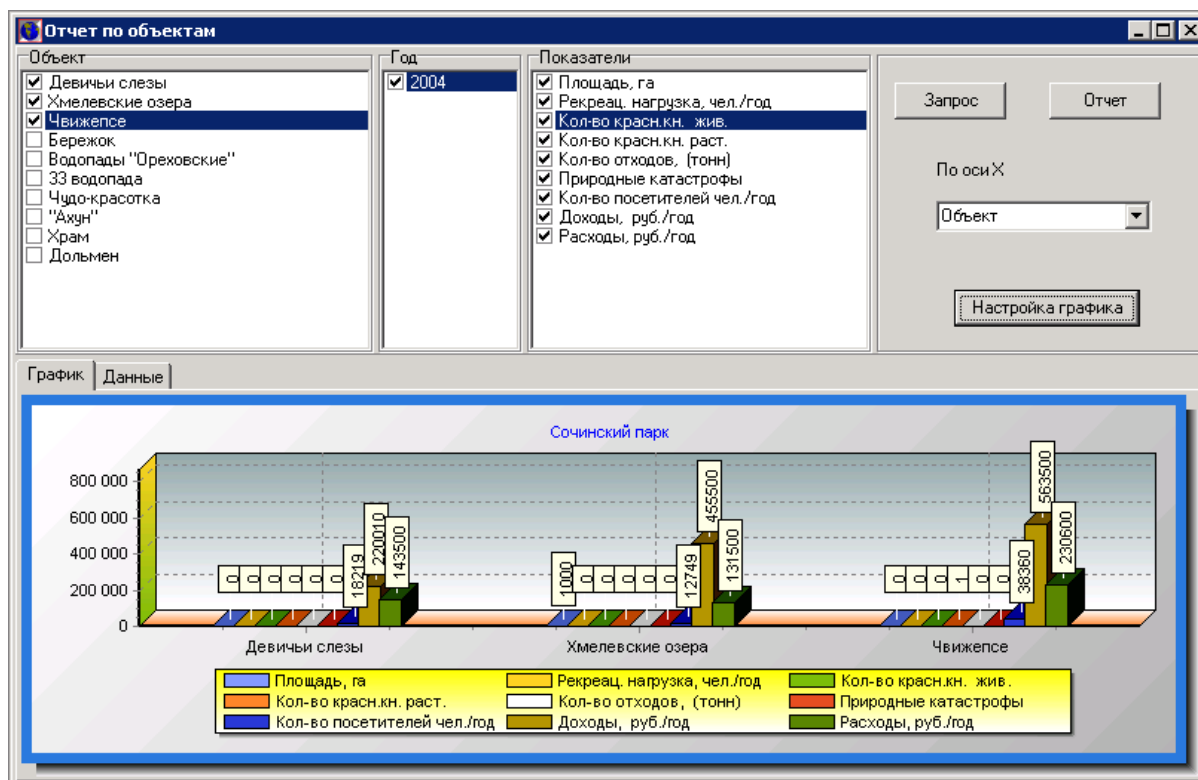 Отчет по объектам
Объект
Девичьи слезы
Хмелевские озера
Чвижепсе
Бережок
Водопады "Ореховские"
33 водопада
Чудо-красотка
"Ахун"
Храм
Дольмен
Год
2004
Показатели
Площадь, га
Рекреац. нагрузка, чел./год
Кол-во красн.кн. жив.
Кол-во красн.кн. раст.
Кол-во отходов, (тонн)
Природные катастрофы
Кол-во посетителей чел./год
Доходы, руб./год
Расходы, руб./год
Запрос Отчет
По оси X
Объект
Настройка графика
График Данные
Сочинский парк
800 000
600 000
400 000
200 000
0
0 0 0 0 0 0 18219 220010 143500
1000 0 0 0 0 0 12749 455500 131500
0 0 0 1 0 0 38360 563500 230600
Девичьи слезы Хмелевские озера Чвижепсе
Площадь, га Рекреац. нагрузка, чел./год Кол-во красн.кн. жив.
Кол-во красн.кн. раст. Кол-во отходов, (тонн) Природные катастрофы
Кол-во посетителей чел./год Доходы, руб./год Расходы, руб./год